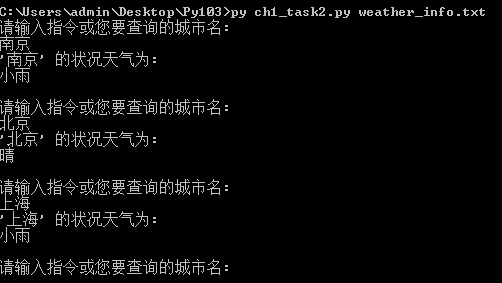 C:\Users\admin\Desktop\Py103>py ch1_task2.py weather_info.txt
请输入指令或您要查询的城市名:
南京
'南京' 的状况天气为:
小雨
请输入指令或您要查询的城市名:
北京
'北京' 的状况天气为:
晴
请输入指令或您要查询的城市名:
上海
'上海' 的状况天气为:
小雨
请输入指令或您要查询的城市名: